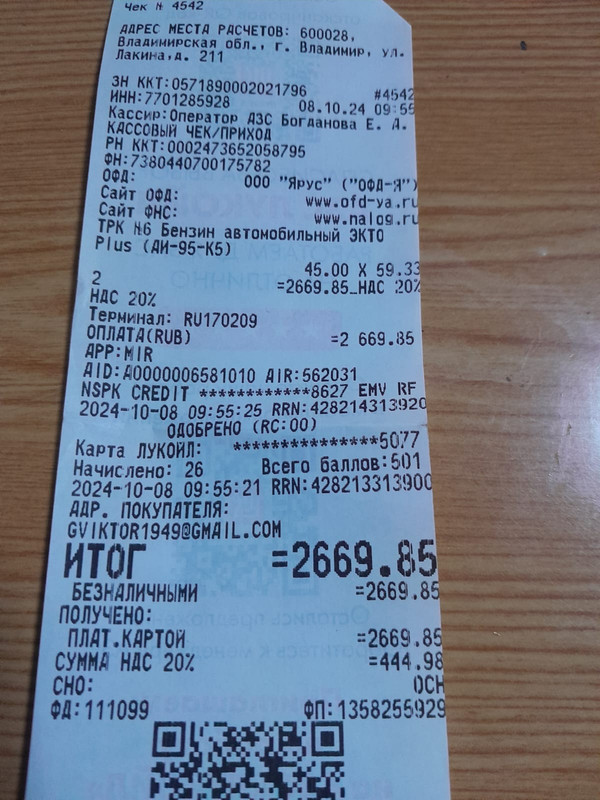 Чек № 4542
АДРЕС МЕСТА РАСЧЕТОВ: 600028,
Владимирская обл., г. Владимир, ул.
Лакина,д. 211
ЗН ККТ:0571890002021796 #4542
ИНН:7701285928 08.10.24 09:55
Кассир:Оператор АЗС Богданова Е. А.
КАССОВЫЙ ЧЕК/ПРИХОД
РН ККТ:0002473652058795
ФН:7380440700175782
ОФД: ООО "Ярус" ("ОФД-Я")
Сайт ОФД: www.ofd-ya.ru
Сайт ФНС: www.nalog.ru
ТРК №6 Бензин автомобильный ЭКТО
Plus (АИ-95-К5)
45.00 X 59.33
2 =2669.85_НДС 20%
НДС 20%
Терминал: RU170209
ОПЛАТА(RUB) =2 669.85
APP:MIR
AID:A0000006581010 AIR:562031
NSPK CREDIT ************8627 EMV RF
2024-10-08 09:55:25 RRN:428214313920
ОДОБРЕНО (RC:00)
Карта ЛУКОЙЛ: ***************5077
Начислено: 26 Всего баллов:501
2024-10-08 09:55:21 RRN:428213313900
АДР. ПОКУПАТЕЛЯ:
GVIKTOR1949@GMAIL.COM
ИТОГ =2669.85
БЕЗНАЛИЧНЫМИ =2669.85
ПОЛУЧЕНО:
ПЛАТ.КАРТОЙ =2669.85
СУММА НДС 20% =444.98
СНО: ОСН
ФД:111099 ФП:1358255929